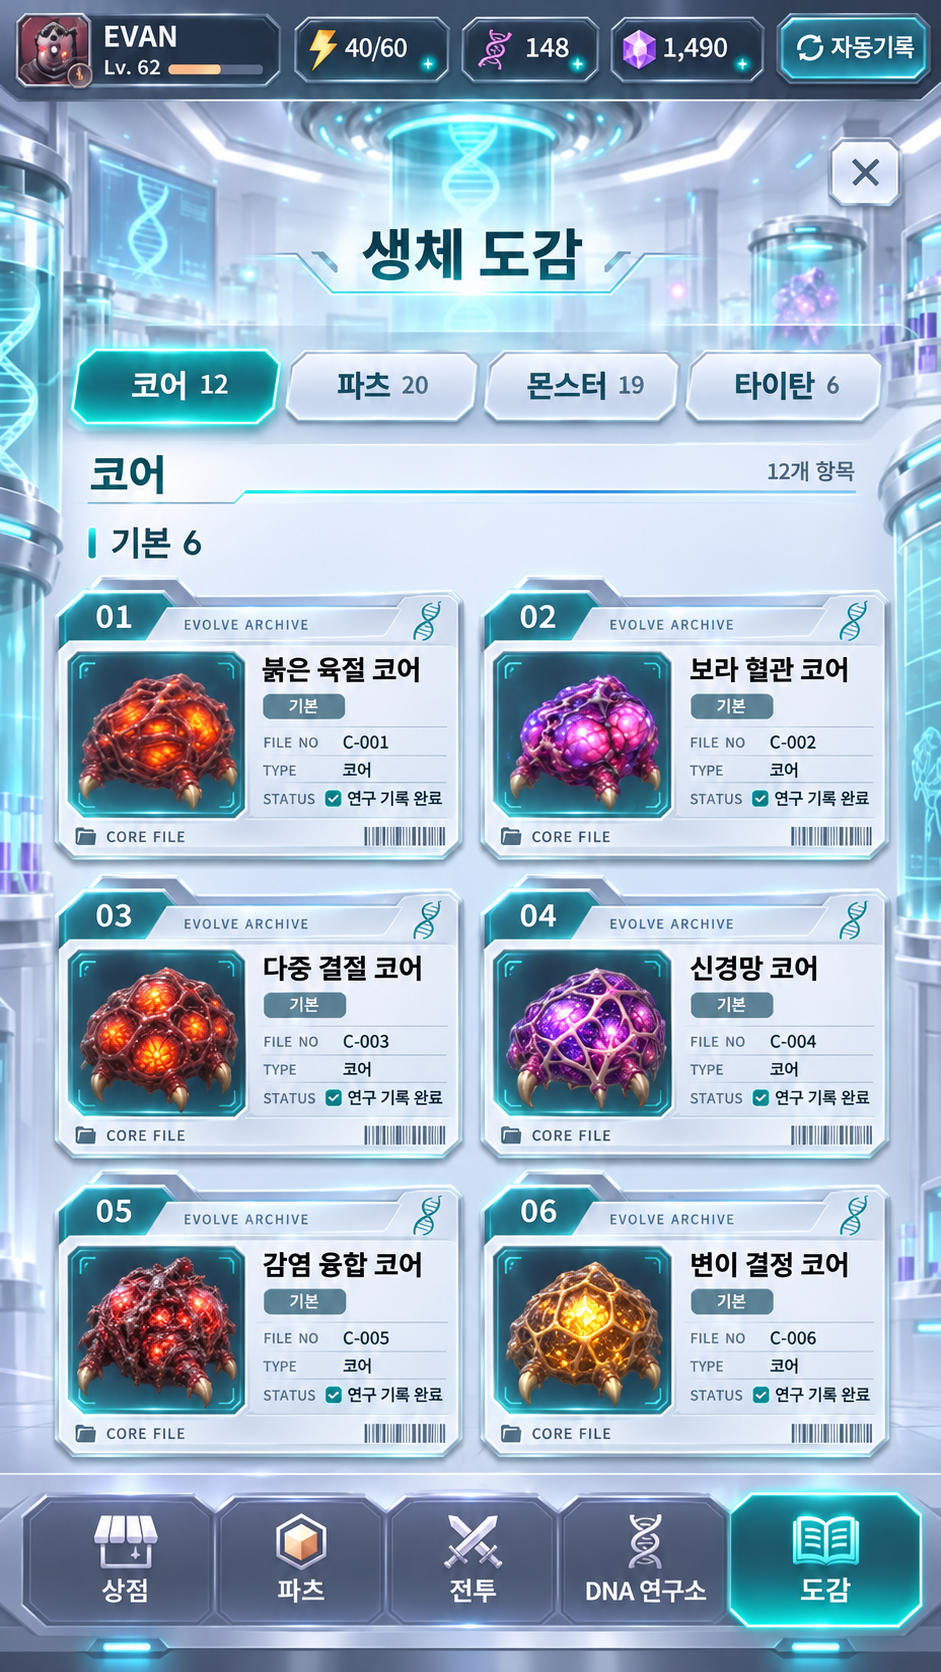 EVAN
Lv. 62
40/60
148
1,490
자동기록
생체 도감
코어 12
파츠 20
몬스터 19
타이탄 6
코어
12개 항목
기본 6
01
EVOLVE ARCHIVE
붉은 육절 코어
기본
FILE NO C-001
TYPE 코어
STATUS 연구 기록 완료
CORE FILE
02
EVOLVE ARCHIVE
보라 혈관 코어
기본
FILE NO C-002
TYPE 코어
STATUS 연구 기록 완료
CORE FILE
03
EVOLVE ARCHIVE
다중 결절 코어
기본
FILE NO C-003
TYPE 코어
STATUS 연구 기록 완료
CORE FILE
04
EVOLVE ARCHIVE
신경망 코어
기본
FILE NO C-004
TYPE 코어
STATUS 연구 기록 완료
CORE FILE
05
EVOLVE ARCHIVE
감염 융합 코어
기본
FILE NO C-005
TYPE 코어
STATUS 연구 기록 완료
CORE FILE
06
EVOLVE ARCHIVE
변이 결정 코어
기본
FILE NO C-006
TYPE 코어
STATUS 연구 기록 완료
CORE FILE
상점
파츠
전투
DNA 연구소
도감